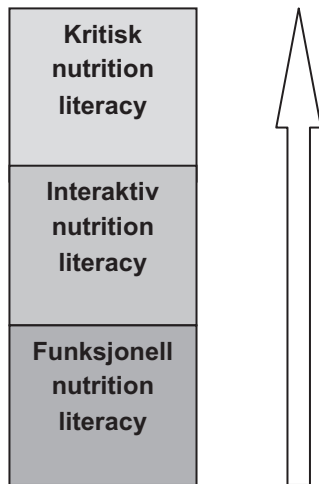 Kritisk
nutrition
literacy
Interaktiv
nutrition
literacy
Funksjonell
nutrition
literacy